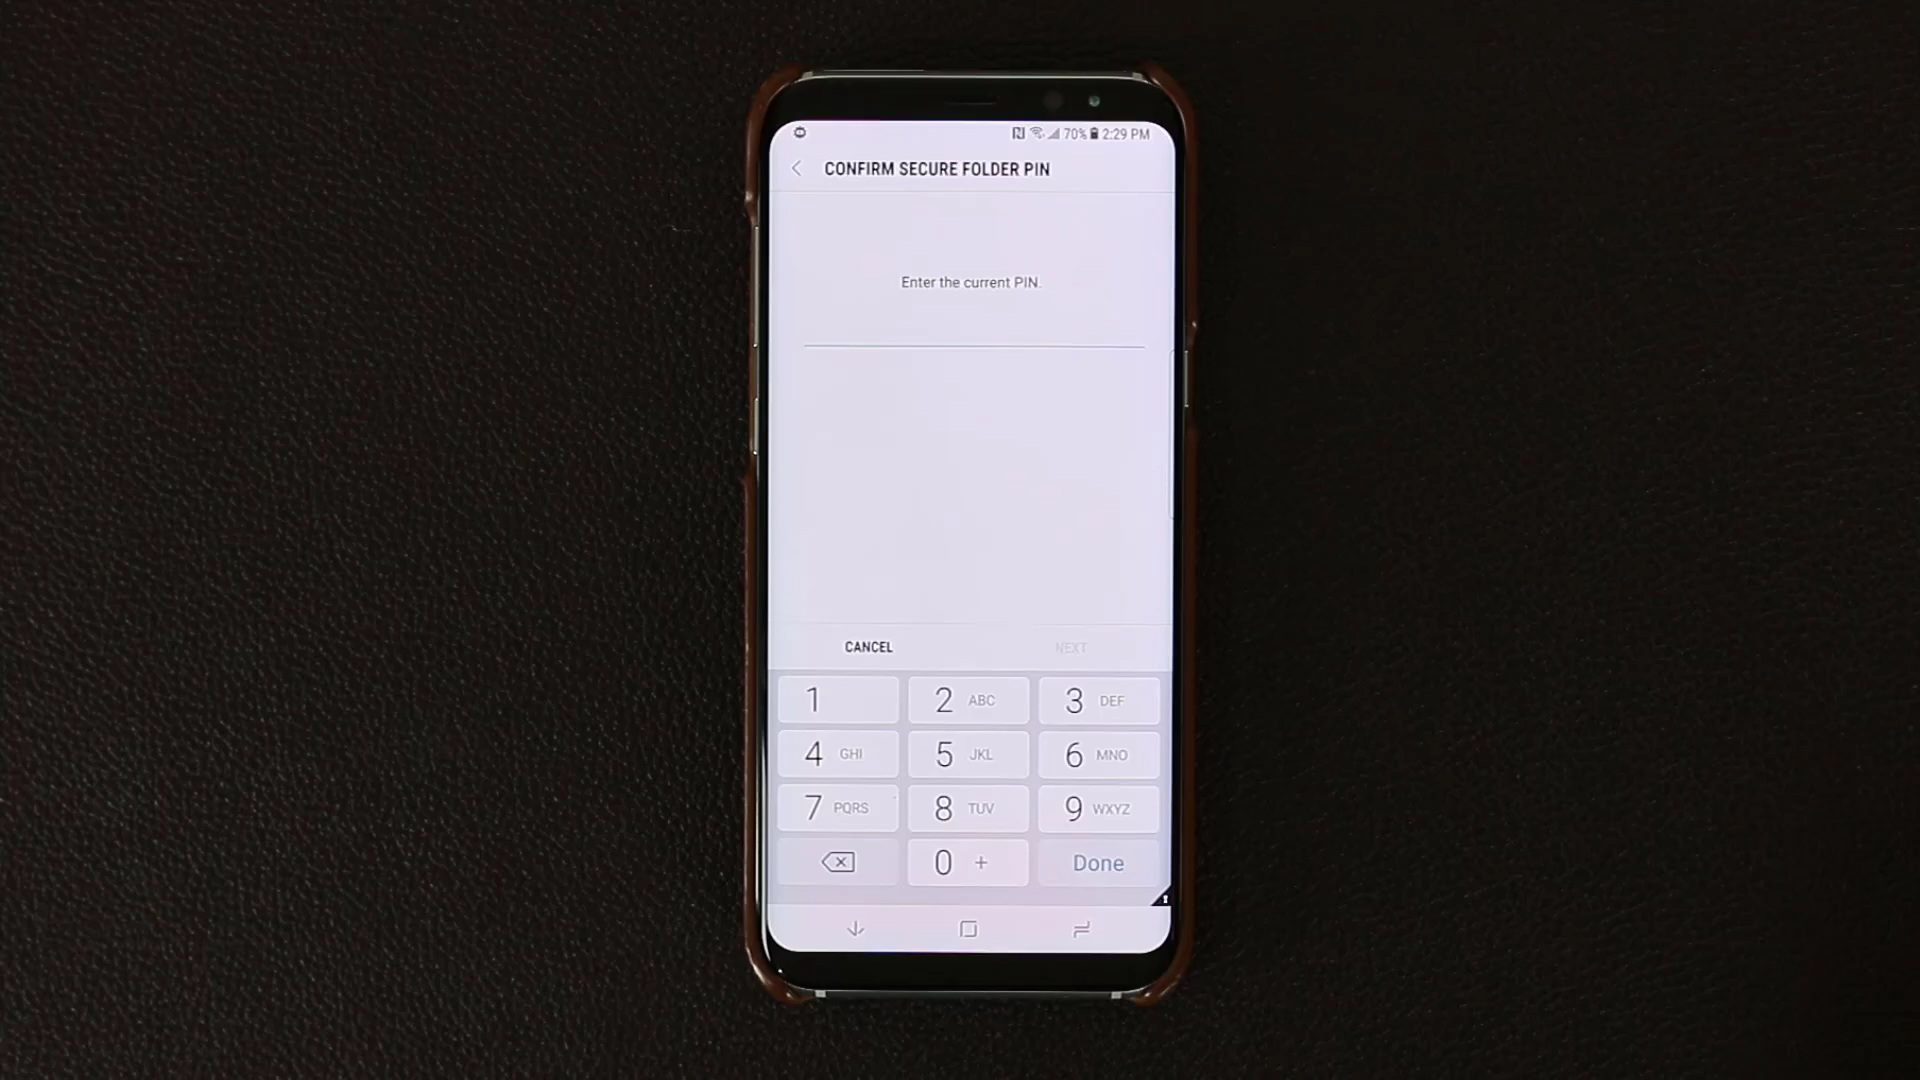 70% 2:29 PM
CONFIRM SECURE FOLDER PIN
Enter the current PIN.
CANCEL NEXT
1 2 ABC 3 DEF
4 GHI 5 JKL 6 MNO
7 PQRS 8 TUV 9 WXYZ
0 + Done